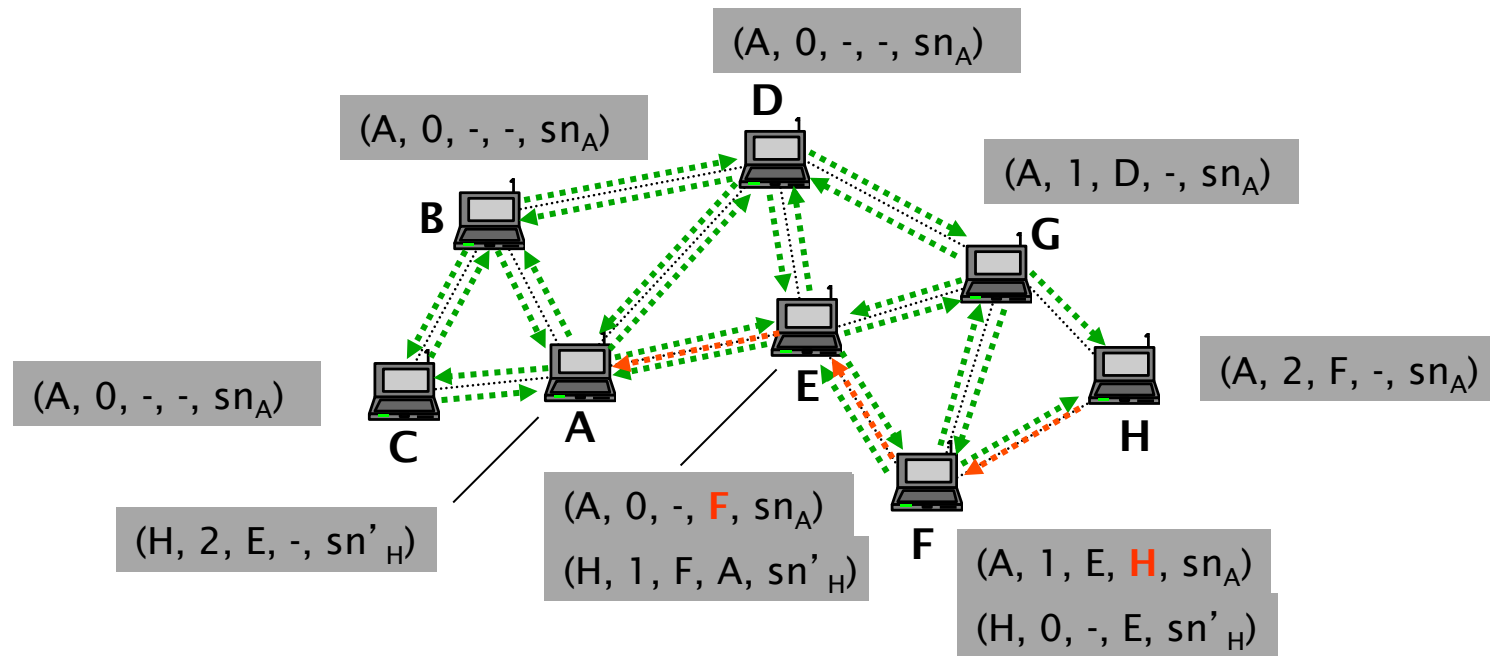 (A, 0, -, -, sn_A)
D
(A, 0, -, -, sn_A)
(A, 1, D, -, sn_A)
B
G
(A, 2, F, -, sn_A)
(A, 0, -, -, sn_A)
E
C
A
H
(A, 0, -, F, sn_A)
(H, 1, F, A, sn’_H)
(H, 2, E, -, sn’_H)
F
(A, 1, E, H, sn_A)
(H, 0, -, E, sn’_H)